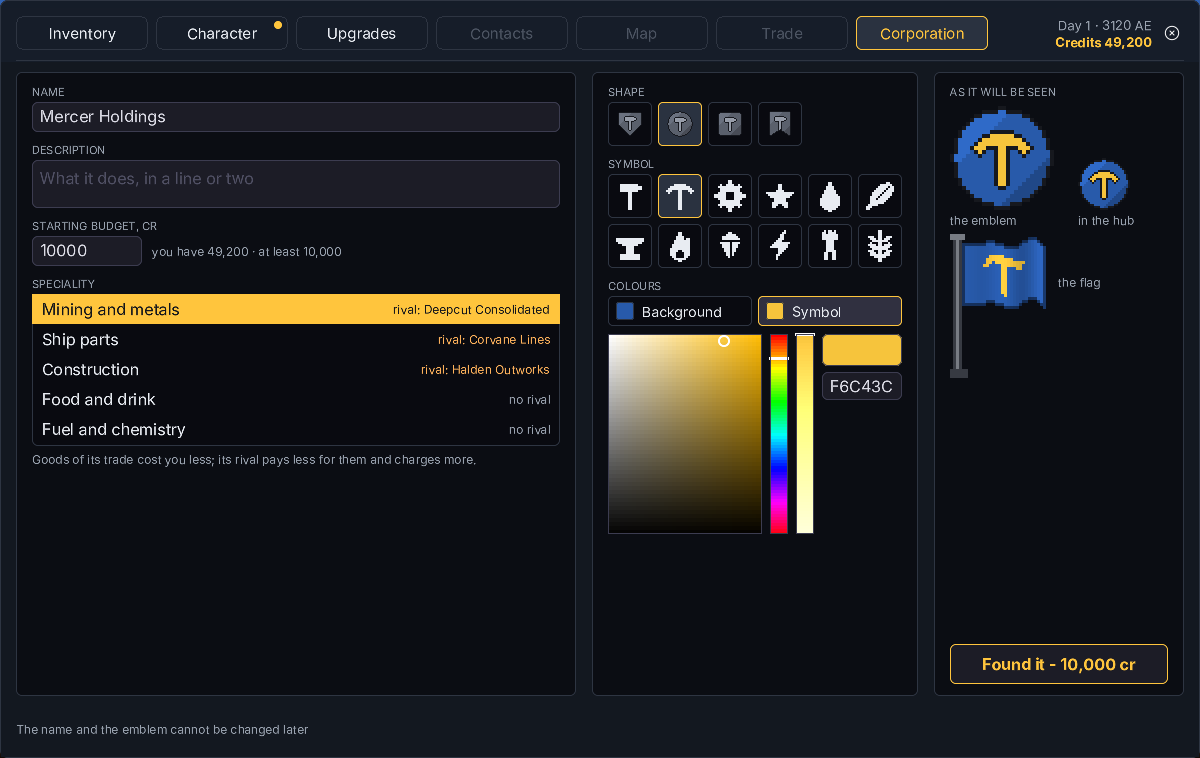 Inventory
Character
Upgrades
Contacts
Map
Trade
Corporation
Day 1 · 3120 AE
Credits 49,200
NAME
Mercer Holdings
DESCRIPTION
What it does, in a line or two
STARTING BUDGET, CR
10000
you have 49,200 · at least 10,000
SPECIALITY
Mining and metals
rival: Deepcut Consolidated
Ship parts
rival: Corvane Lines
Construction
rival: Halden Outworks
Food and drink
no rival
Fuel and chemistry
no rival
Goods of its trade cost you less; its rival pays less for them and charges more.
SHAPE
SYMBOL
COLOURS
Background
Symbol
F6C43C
AS IT WILL BE SEEN
the emblem
in the hub
the flag
Found it - 10,000 cr
The name and the emblem cannot be changed later